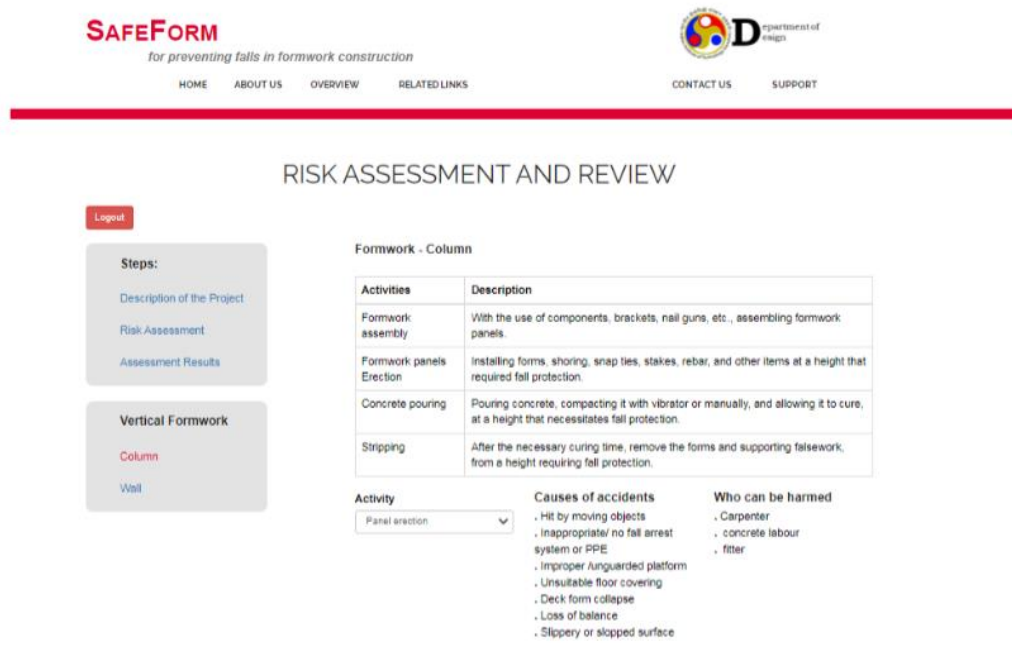 SAFEFORM
for preventing falls in formwork construction
Department of
Design
HOME ABOUT US OVERVIEW RELATED LINKS CONTACT US SUPPORT
RISK ASSESSMENT AND REVIEW
Logout
Steps:
Description of the Project
Risk Assessment
Assessment Results
Vertical Formwork
Column
Wall
Formwork - Column
Activities Description
Formwork assembly With the use of components, brackets, nail guns, etc., assembling formwork
panels.
Formwork panels Erection Installing forms, shoring, snap ties, stakes, rebar, and other items at a height that
required fall protection.
Concrete pouring Pouring concrete, compacting it with vibrator or manually, and allowing it to cure,
at a height that necessitates fall protection.
Stripping After the necessary curing time, remove the forms and supporting falsework,
from a height requiring fall protection.
Activity
Panel erection
Causes of accidents
. Hit by moving objects
. Inappropriate/ no fall arrest
system or PPE
. Improper /unguarded platform
. Unsuitable floor covering
. Deck form collapse
. Loss of balance
. Slippery or slopped surface
Who can be harmed
. Carpenter
. concrete labour
. fitter